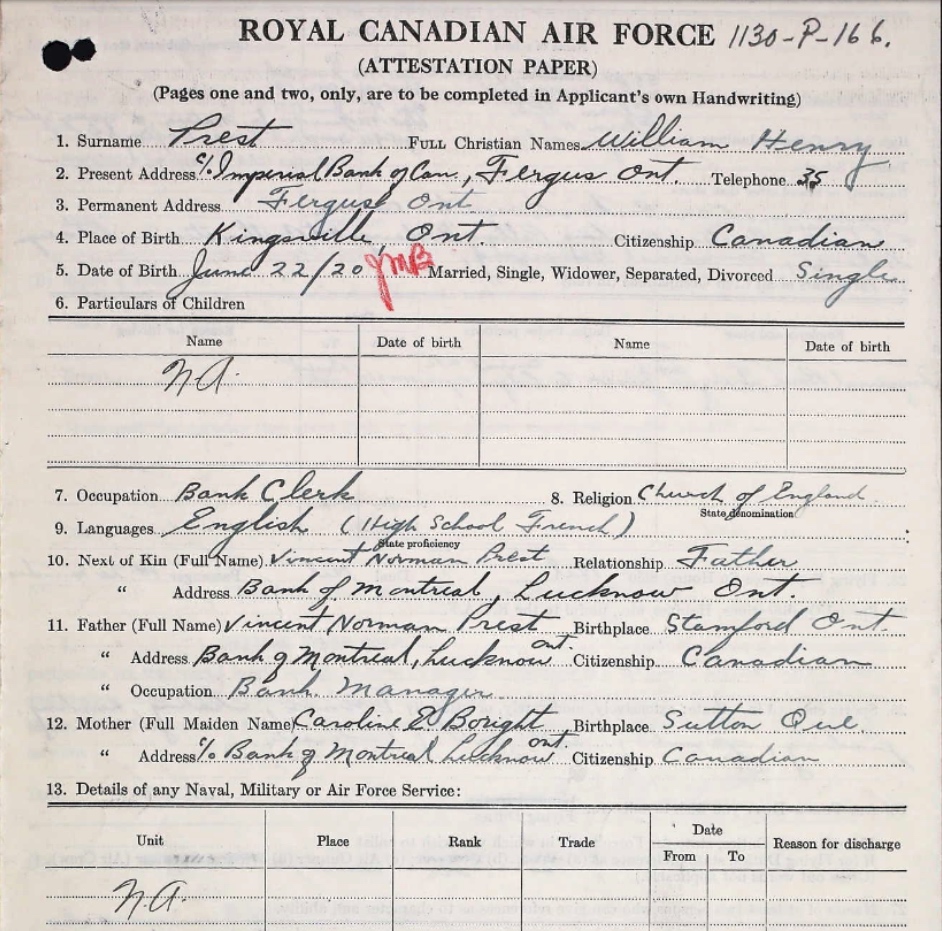 ROYAL CANADIAN AIR FORCE 1130-P-166.
(ATTESTATION PAPER)
(Pages one and two, only, are to be completed in Applicant's own Handwriting)
1. Surname Prest FULL Christian Names William Henry
2. Present Address c/o Imperial Bank of Can., Fergus Ont. Telephone 35
3. Permanent Address Fergus Ont
4. Place of Birth Kingsville, Ont. Citizenship Canadian
5. Date of Birth June 22/20 JMB Married, Single, Widower, Separated, Divorced Single
6. Particulars of Children
Name Date of birth Name Date of birth
N.A.
7. Occupation Bank Clerk 8. Religion Church of England
State denomination
9. Languages English (High School French)
State proficiency
10. Next of Kin (Full Name) Vincent Norman Prest Relationship Father
" Address Bank of Montreal, Lucknow Ont.
11. Father (Full Name) Vincent Norman Prest Birthplace Stamford Ont.
" Address Bank of Montreal, Lucknow Ont. Citizenship Canadian
" Occupation Bank Manager
12. Mother (Full Maiden Name) Caroline E. Boright Birthplace Sutton Que
" Address c/o Bank of Montreal Lucknow Ont. Citizenship Canadian
13. Details of any Naval, Military or Air Force Service:
Unit Place Rank Trade Date Reason for discharge
From To
N.A.